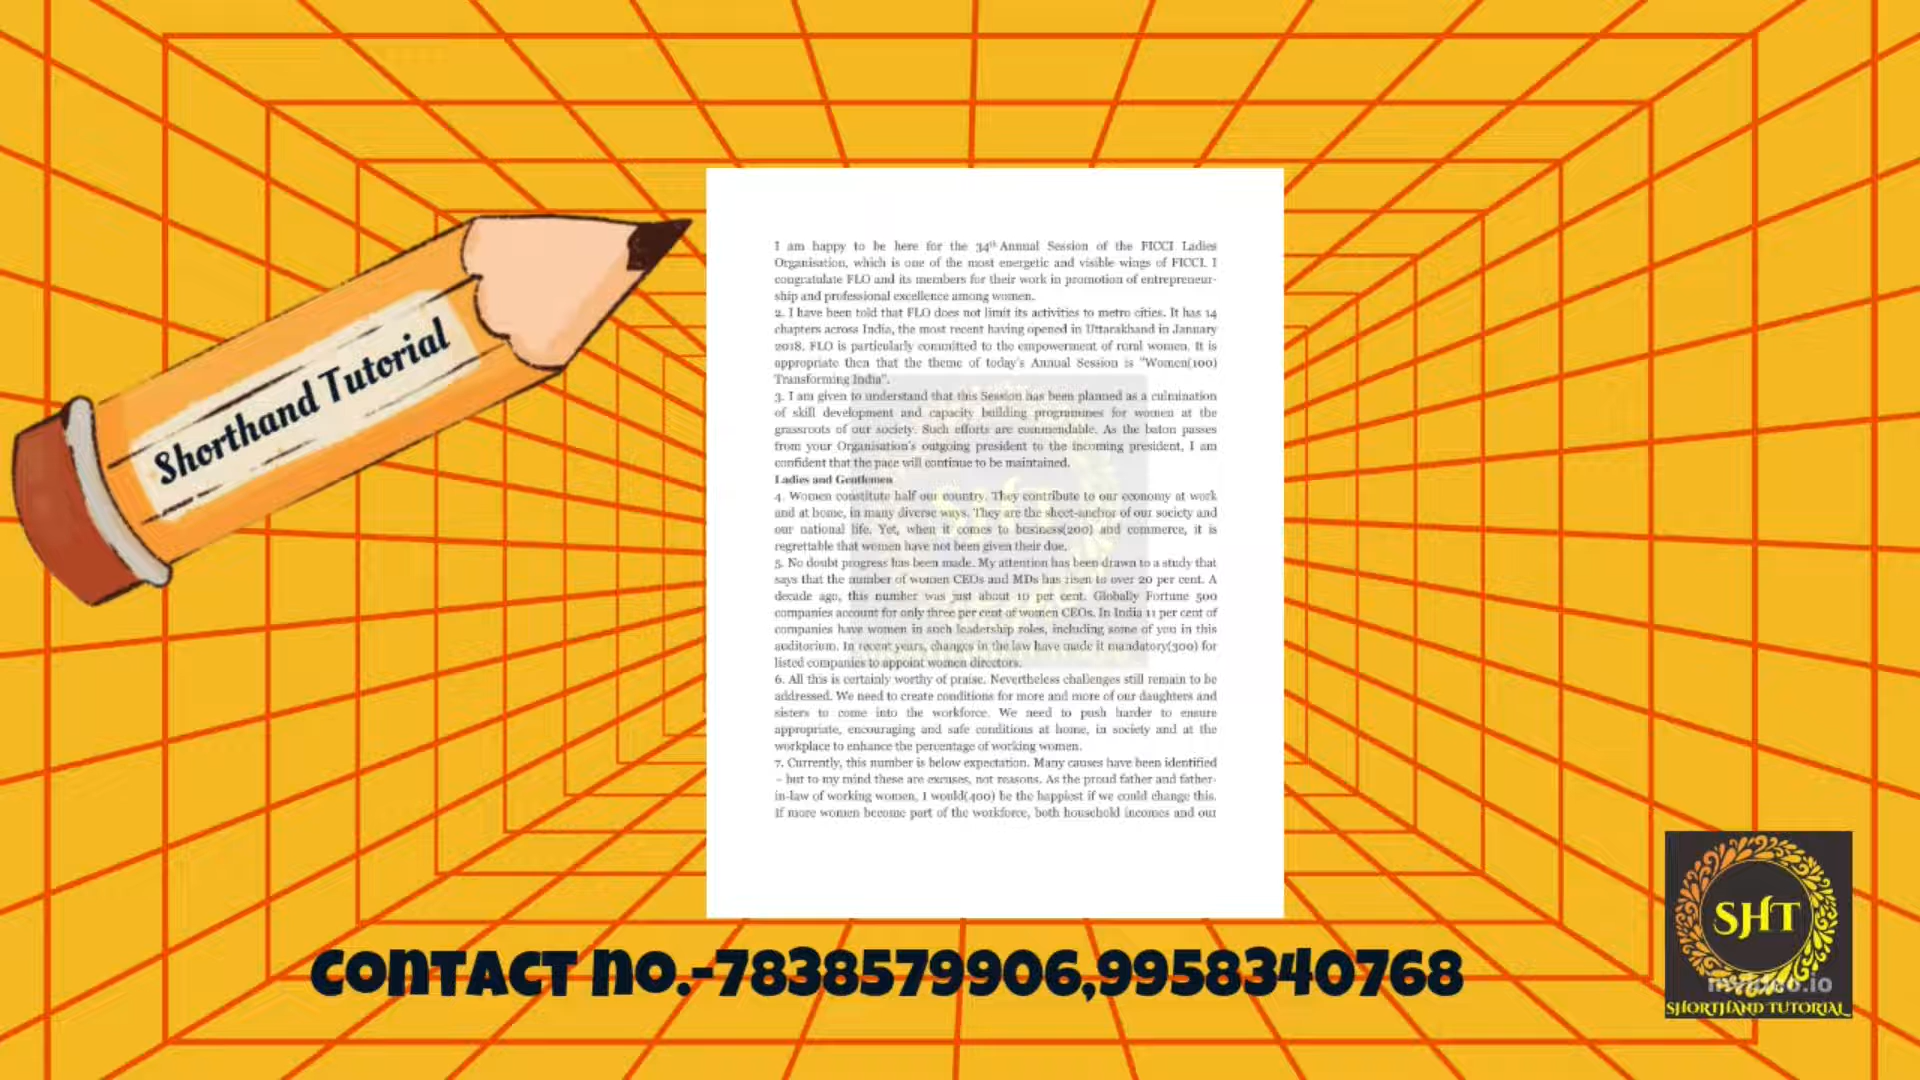 I am happy to be here for the 34th Annual Session of the FICCI Ladies
Organisation, which is one of the most energetic and visible wings of FICCI. I
congratulate FLO and its members for their work in promotion of entrepreneur-
ship and professional excellence among women.
2. I have been told that FLO does not limit its activities to metro cities. It has 14
chapters across India, the most recent having opened in Uttarakhand in January
2018. FLO is particularly committed to the empowerment of rural women. It is
appropriate then that the theme of today's Annual Session is "Women(100)
Transforming India".
3. I am given to understand that this Session has been planned as a culmination
of skill development and capacity building programmes for women at the
grassroots of our society. Such efforts are commendable. As the baton passes
from your Organisation's outgoing president to the incoming president, I am
confident that the pace will continue to be maintained.
Ladies and Gentlemen
4. Women constitute half our country. They contribute to our economy at work
and at home, in many diverse ways. They are the sheet-anchor of our society and
our national life. Yet, when it comes to business(200) and commerce, it is
regrettable that women have not been given their due.
5. No doubt progress has been made. My attention has been drawn to a study that
says that the number of women CEOs and MDs has risen to over 20 per cent. A
decade ago, this number was just about 10 per cent. Globally Fortune 500
companies account for only three per cent of women CEOs. In India 11 per cent of
companies have women in such leadership roles, including some of you in this
auditorium. In recent years, changes in the law have made it mandatory(300) for
listed companies to appoint women directors.
6. All this is certainly worthy of praise. Nevertheless challenges still remain to be
addressed. We need to create conditions for more and more of our daughters and
sisters to come into the workforce. We need to push harder to ensure
appropriate, encouraging and safe conditions at home, in society and at the
workplace to enhance the percentage of working women.
7. Currently, this number is below expectation. Many causes have been identified
– but to my mind these are excuses, not reasons. As the proud father and father-
in-law of working women, I would(400) be the happiest if we could change this.
If more women become part of the workforce, both household incomes and our
Shorthand Tutorial
Contact no.-7838579906,9958340768
SHT
SHORTHAND TUTORIAL